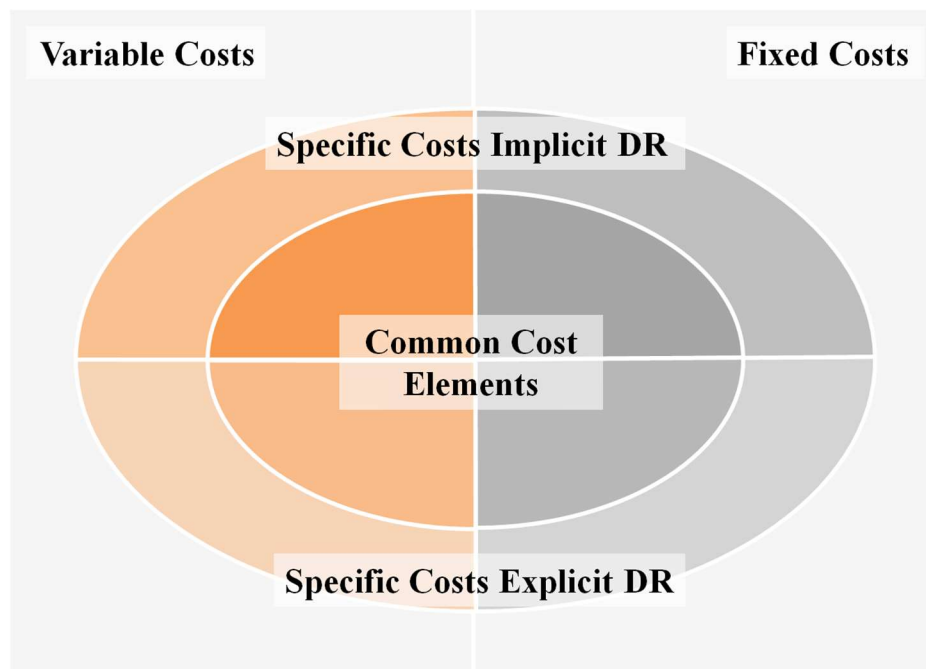 Variable Costs
Fixed Costs
Specific Costs Implicit DR
Common Cost
Elements
Specific Costs Explicit DR